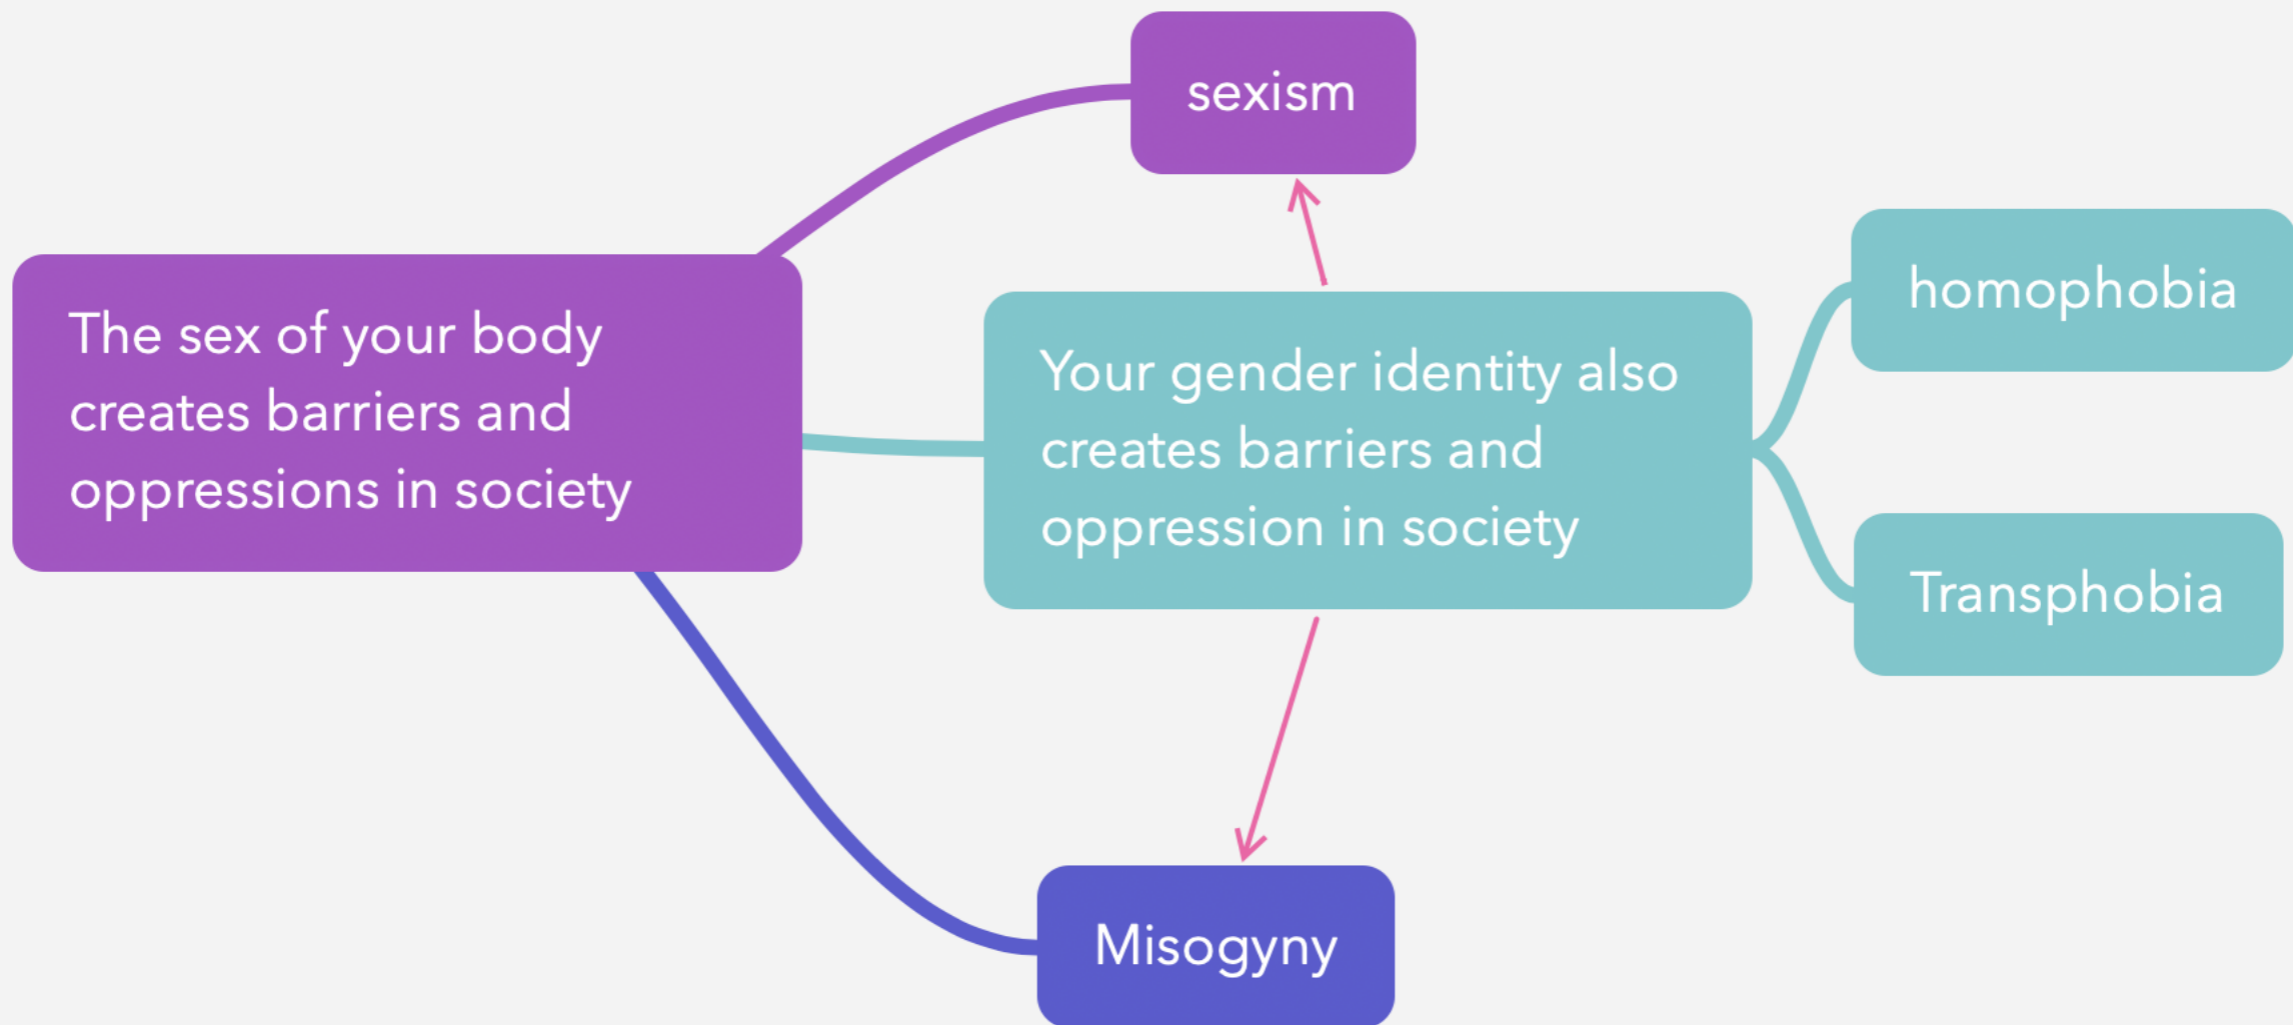 sexism
The sex of your body
creates barriers and
oppressions in society
Your gender identity also
creates barriers and
oppression in society
homophobia
Transphobia
Misogyny